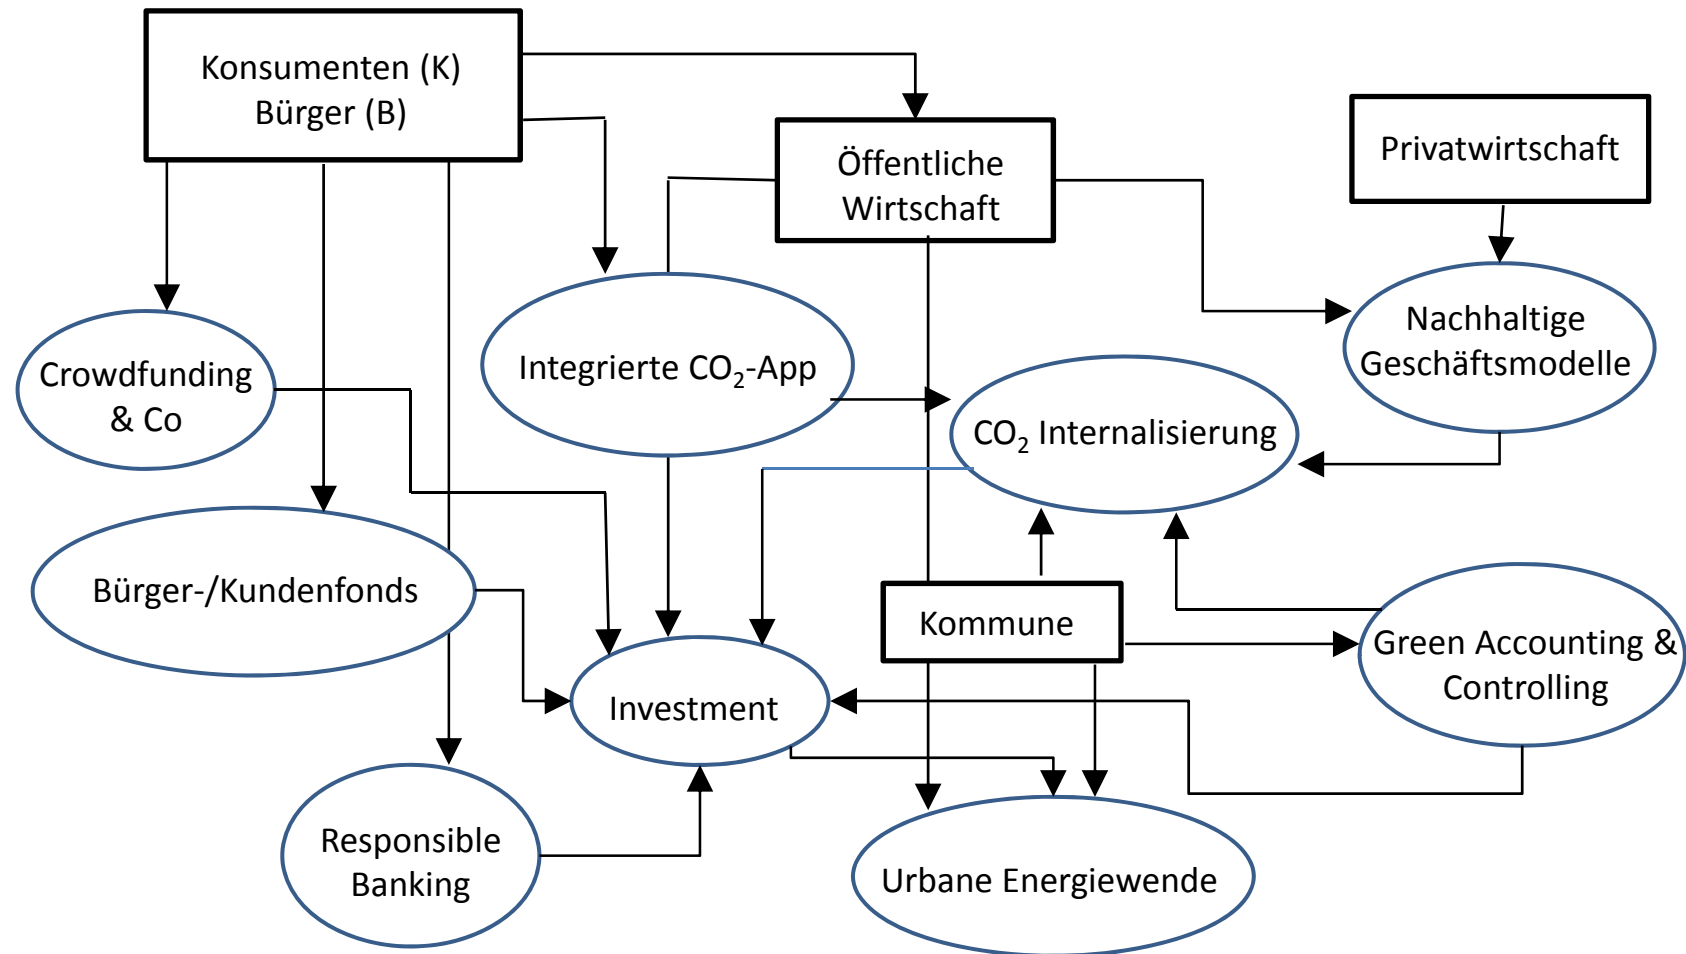 Konsumenten (K)
Bürger (B)
Öffentliche
Wirtschaft
Privatwirtschaft
Crowdfunding
& Co
Integrierte CO₂-App
Nachhaltige
Geschäftsmodelle
CO₂ Internalisierung
Bürger-/Kundenfonds
Kommune
Green Accounting &
Controlling
Investment
Responsible
Banking
Urbane Energiewende